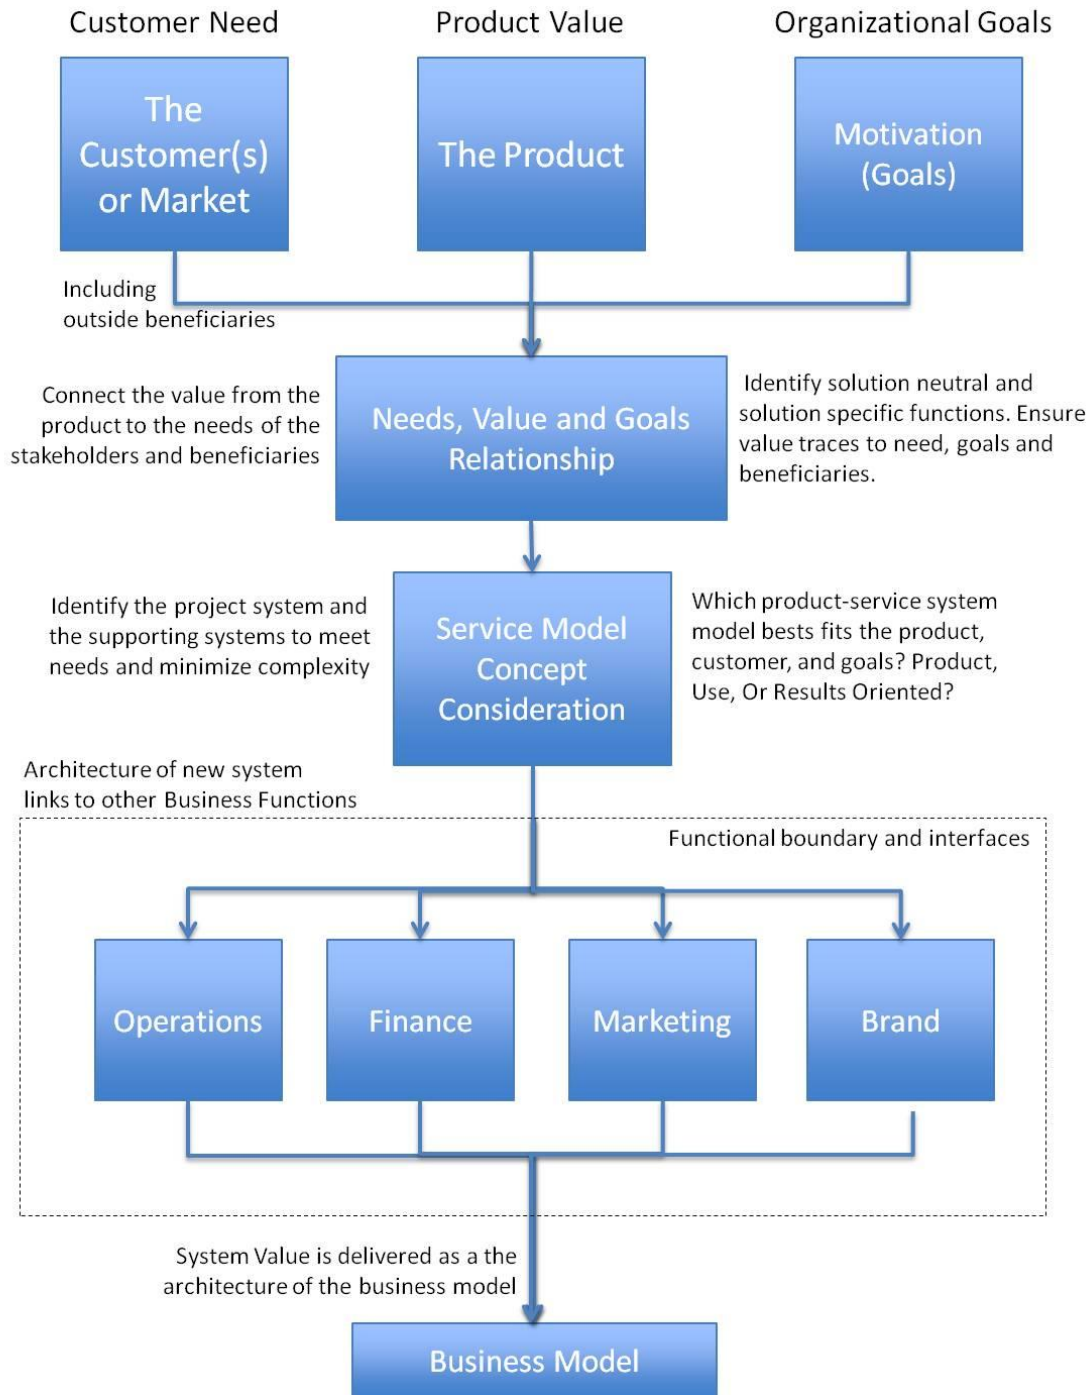 Customer Need
Product Value
Organizational Goals
The
Customer(s)
or Market
The Product
Motivation
(Goals)
Including
outside beneficiaries
Connect the value from the
product to the needs of the
stakeholders and beneficiaries
Needs, Value and Goals
Relationship
Identify solution neutral and
solution specific functions. Ensure
value traces to need, goals and
beneficiaries.
Identify the project system and
the supporting systems to meet
needs and minimize complexity
Service Model
Concept
Consideration
Which product-service system
model bests fits the product,
customer, and goals? Product,
Use, Or Results Oriented?
Architecture of new system
links to other Business Functions
Functional boundary and interfaces
Operations
Finance
Marketing
Brand
System Value is delivered as a the
architecture of the business model
Business Model